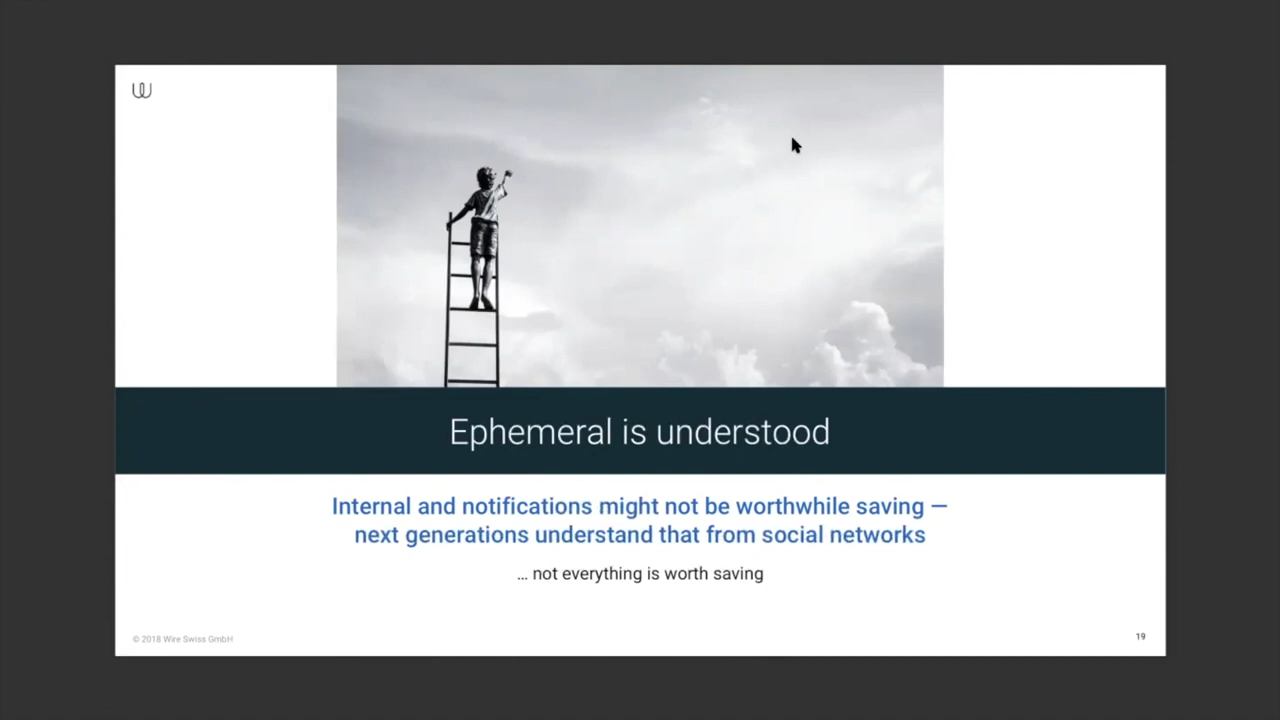 Ephemeral is understood
Internal and notifications might not be worthwhile saving —
next generations understand that from social networks
… not everything is worth saving
© 2018 Wire Swiss GmbH
19